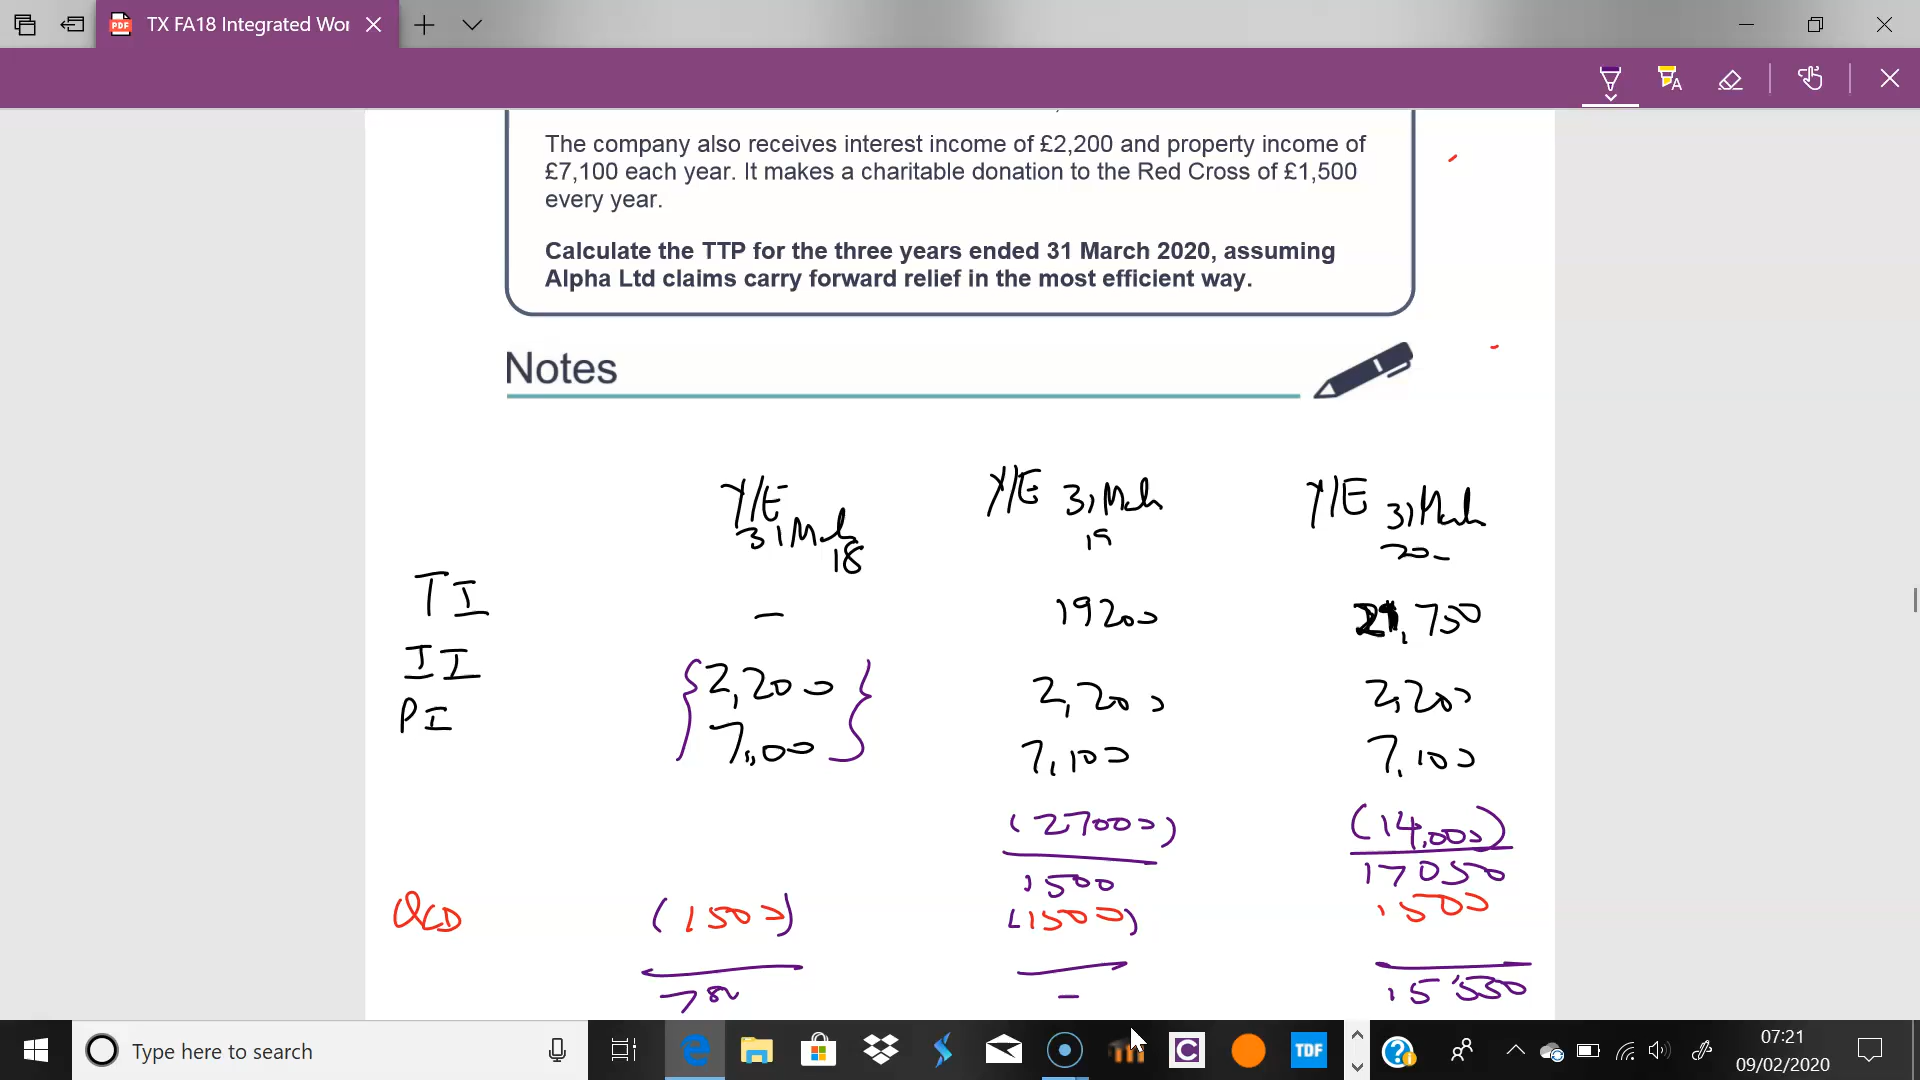 PDF TX FA18 Integrated Wor
The company also receives interest income of £2,200 and property income of
£7,100 each year. It makes a charitable donation to the Red Cross of £1,500
every year.
Calculate the TTP for the three years ended 31 March 2020, assuming
Alpha Ltd claims carry forward relief in the most efficient way.
Notes
Y/E Y/E 31 Mch Y/E 31 March
31 Mch 18 19 20
TI – 19200 21,750
II 2,200 2,200 2,200
PI 7,100 7,100 7,100
(27000) (14,000)
1500 17050
QCD (1500) (1500) 1500
– 15550
Type here to search
TDF
07:21
09/02/2020